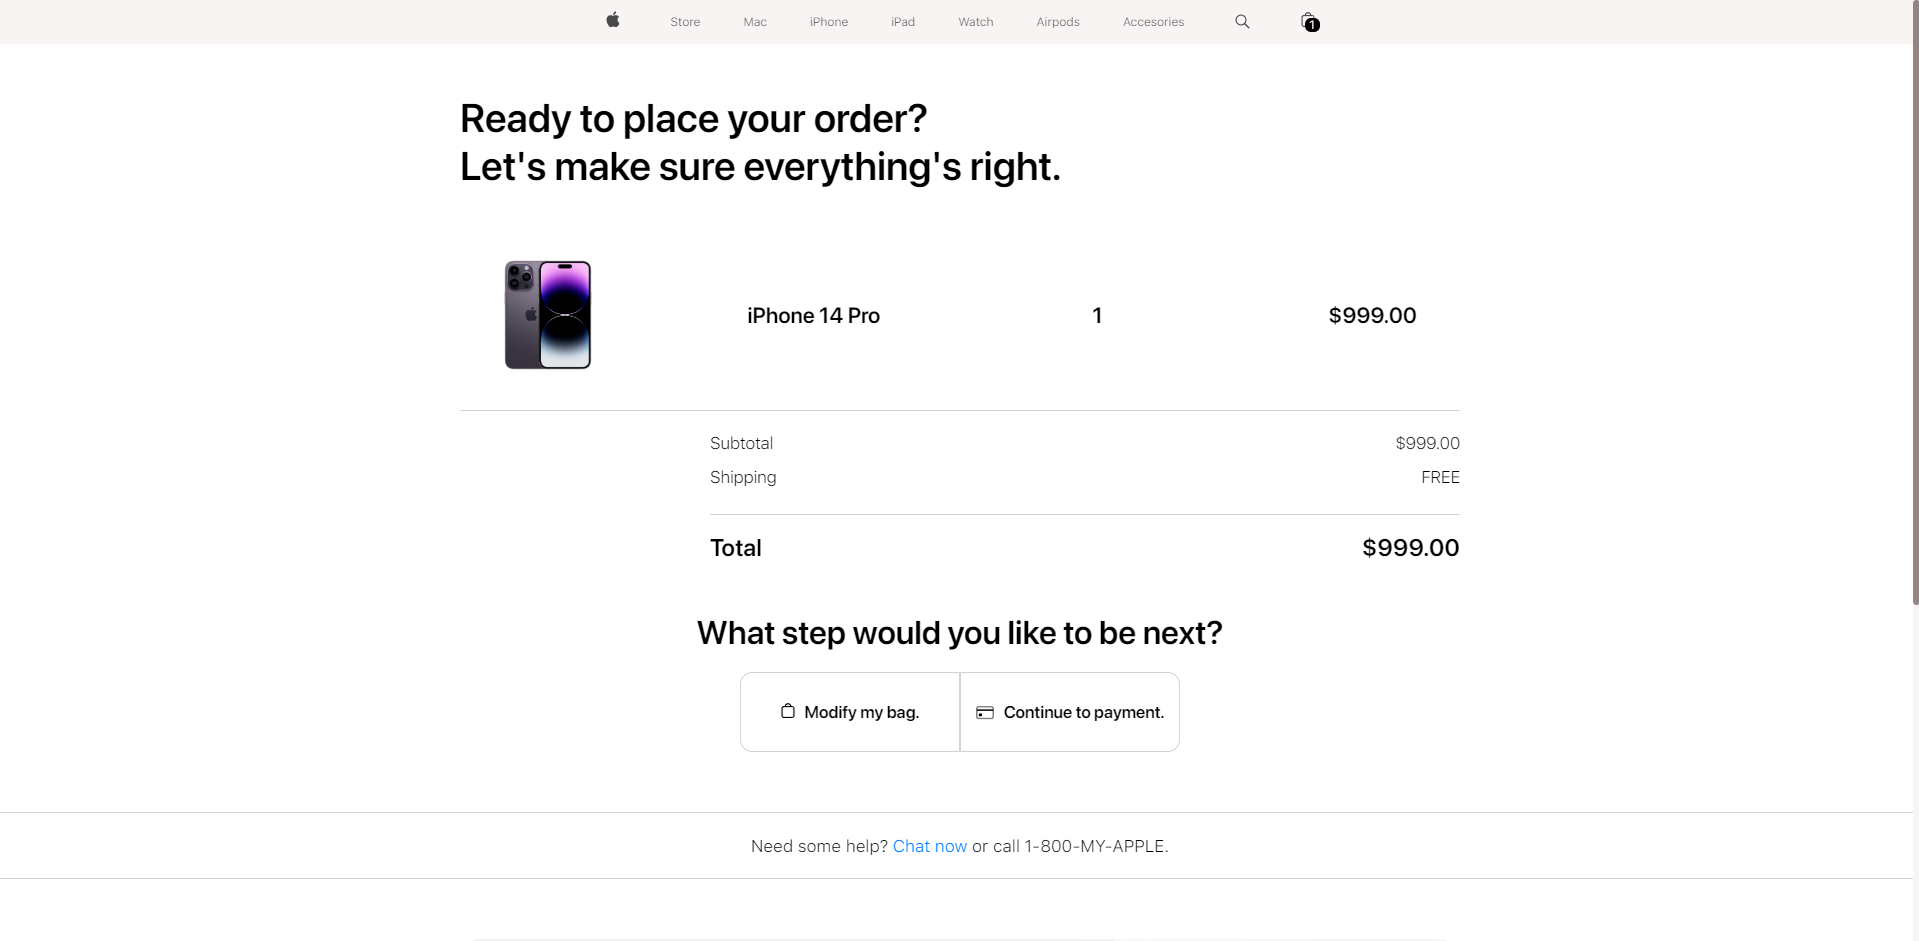 Store Mac iPhone iPad Watch Airpods Accesories 1
Ready to place your order?
Let's make sure everything's right.
iPhone 14 Pro 1 $999.00
Subtotal $999.00
Shipping FREE
Total $999.00
What step would you like to be next?
Modify my bag. Continue to payment.
Need some help? Chat now or call 1-800-MY-APPLE.